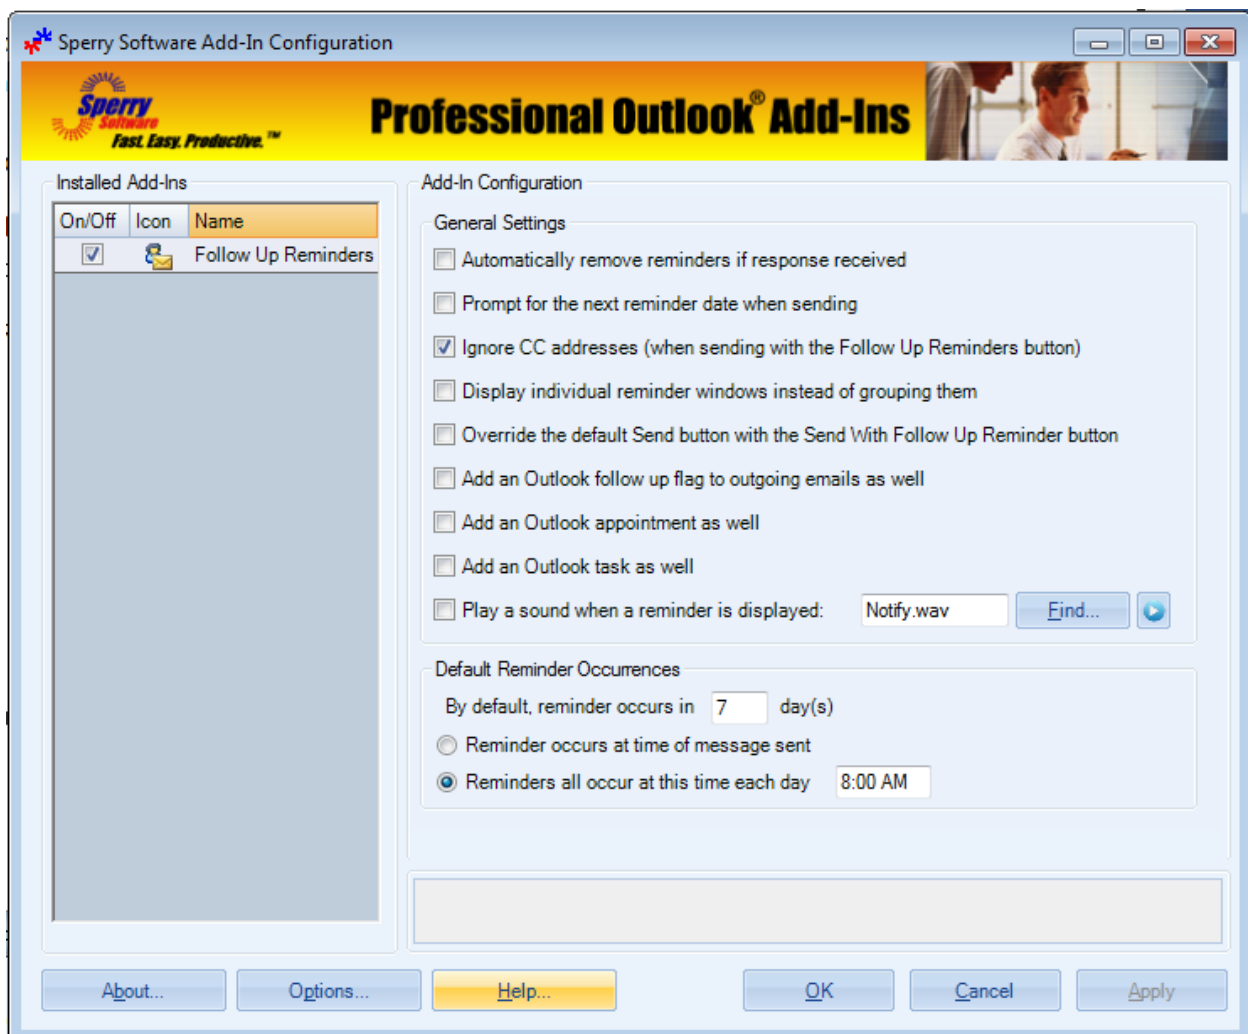 Sperry Software Add-In Configuration
Sperry
Software
Fast. Easy. Productive.™
Professional Outlook® Add-Ins
Installed Add-Ins
On/Off Icon Name
Follow Up Reminders
Add-In Configuration
General Settings
Automatically remove reminders if response received
Prompt for the next reminder date when sending
Ignore CC addresses (when sending with the Follow Up Reminders button)
Display individual reminder windows instead of grouping them
Override the default Send button with the Send With Follow Up Reminder button
Add an Outlook follow up flag to outgoing emails as well
Add an Outlook appointment as well
Add an Outlook task as well
Play a sound when a reminder is displayed: Notify.wav Find...
Default Reminder Occurrences
By default, reminder occurs in 7 day(s)
Reminder occurs at time of message sent
Reminders all occur at this time each day 8:00 AM
About... Options... Help... OK Cancel Apply